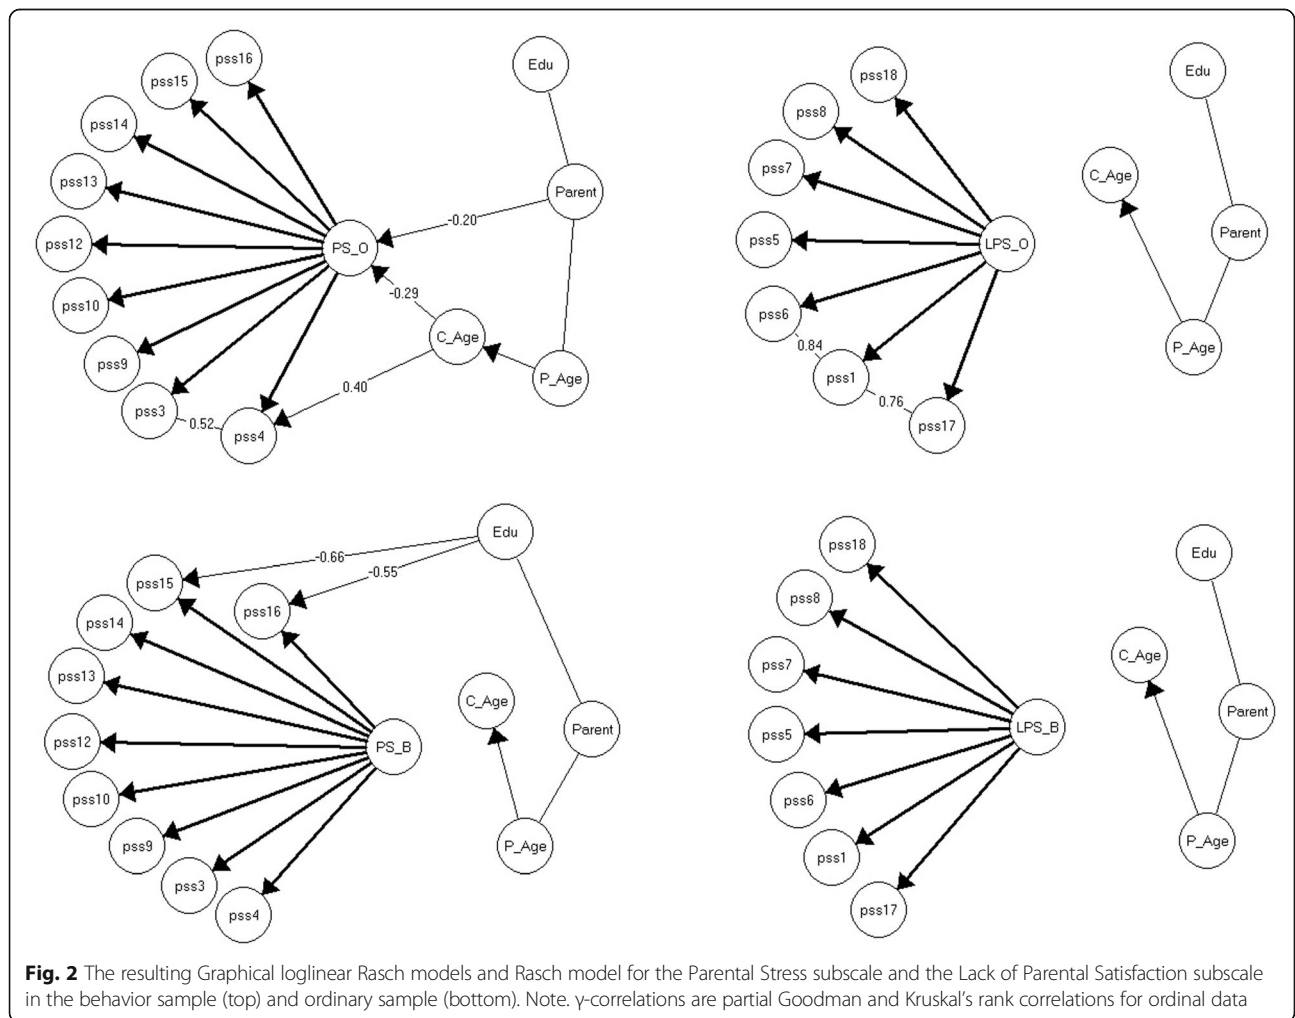 pss16
pss15
pss14
pss13
pss12
pss10
pss9
pss3
0.52
pss4
PS_O
-0.20
-0.29
0.40
Edu
Parent
C_Age
P_Age
pss18
pss8
pss7
pss5
pss6
0.84
pss1
0.76
pss17
LPS_O
Edu
C_Age
Parent
P_Age
Edu
-0.66
-0.55
pss15
pss16
pss14
pss13
pss12
pss10
pss9
pss3
pss4
PS_B
C_Age
Parent
P_Age
pss18
pss8
pss7
pss5
pss6
pss1
pss17
LPS_B
Edu
C_Age
Parent
P_Age
Fig. 2 The resulting Graphical loglinear Rasch models and Rasch model for the Parental Stress subscale and the Lack of Parental Satisfaction subscale
in the behavior sample (top) and ordinary sample (bottom). Note. γ-correlations are partial Goodman and Kruskal's rank correlations for ordinal data